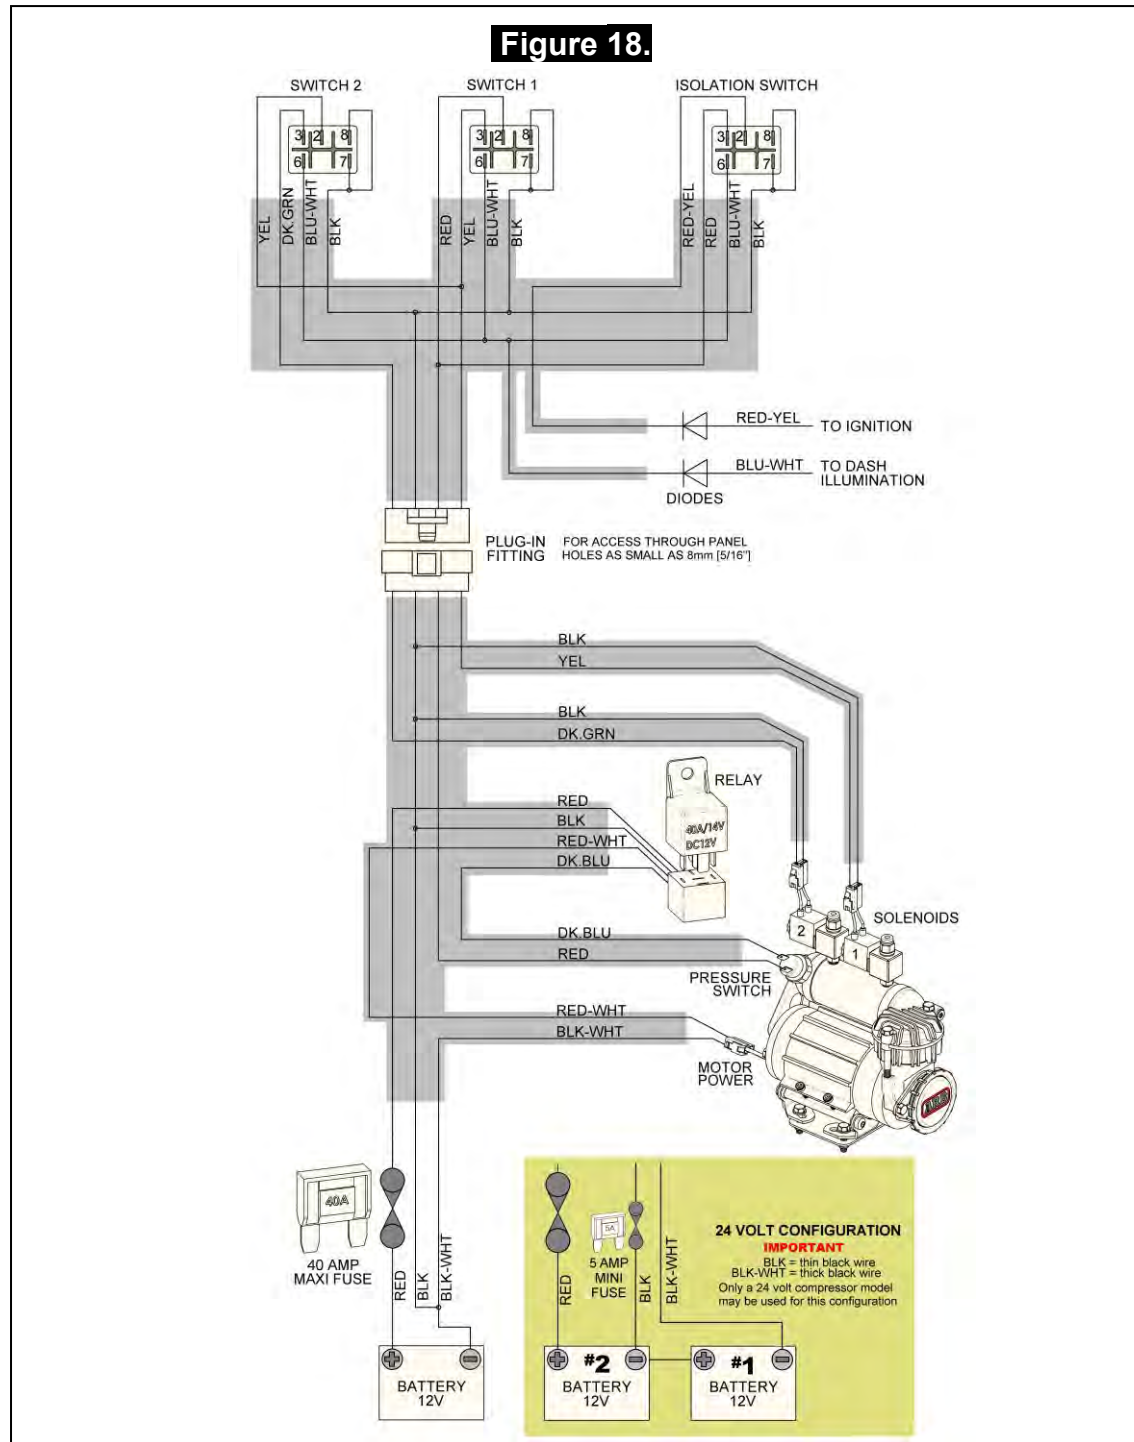 Figure 18.
SWITCH 2
SWITCH 1
ISOLATION SWITCH
3 2 8
6 7
3 2 8
6 7
3 2 8
6 7
YEL
DK.GRN
BLU-WHT
BLK
RED
YEL
BLU-WHT
BLK
RED-YEL
RED
BLU-WHT
BLK
RED-YEL
TO IGNITION
BLU-WHT
TO DASH
ILLUMINATION
DIODES
PLUG-IN
FITTING
FOR ACCESS THROUGH PANEL
HOLES AS SMALL AS 8mm [5/16"]
BLK
YEL
BLK
DK.GRN
RED
BLK
RED-WHT
DK.BLU
RELAY
40A/14V
DC12V
SOLENOIDS
2
1
DK.BLU
RED
PRESSURE
SWITCH
RED-WHT
BLK-WHT
MOTOR
POWER
ARB
40A
40 AMP
MAXI FUSE
RED
BLK
BLK-WHT
BATTERY
12V
RED
5A
5 AMP
MINI
FUSE
BLK
BLK-WHT
24 VOLT CONFIGURATION
IMPORTANT
BLK = thin black wire
BLK-WHT = thick black wire
Only a 24 volt compressor model
may be used for this configuration
#2
BATTERY
12V
#1
BATTERY
12V